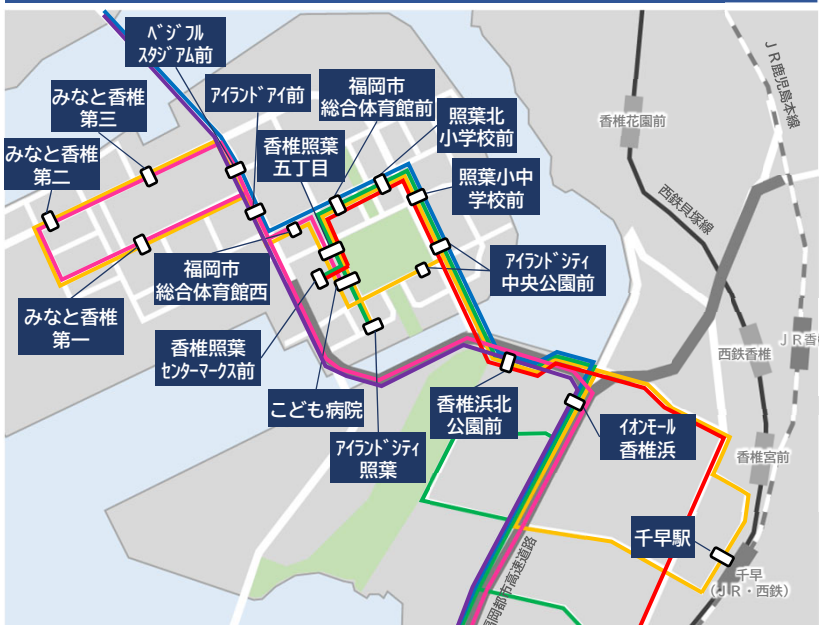 ベジフル
スタジアム前
みなと香椎
第三
アイランドアイ前
福岡市
総合体育館前
照葉北
小学校前
みなと香椎
第二
香椎照葉
五丁目
照葉小中
学校前
香椎花園前
JR鹿児島本線
西鉄貝塚線
福岡市
総合体育館西
アイランドシティ
中央公園前
みなと香椎
第一
香椎照葉
センターマークス前
こども病院
アイランドシティ
照葉
香椎浜北
公園前
イオンモール
香椎浜
西鉄香椎
JR香
香椎宮前
千早駅
千早
(JR・西鉄)
福岡都市高速道路